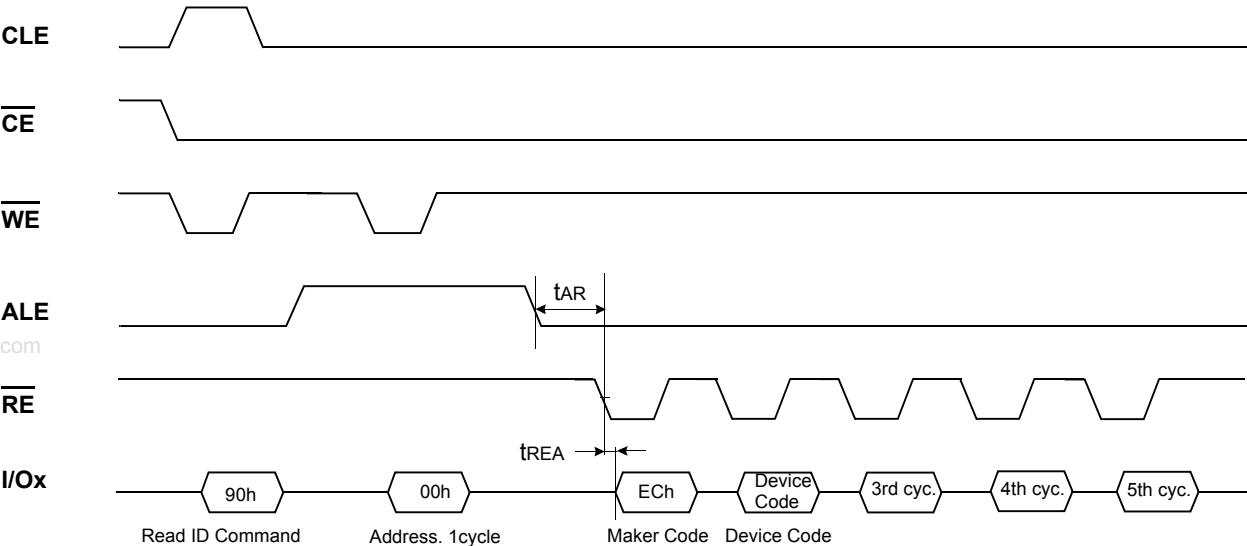 CLE
CE
WE
ALE
tAR
com
RE
tREA
I/Ox
90h
00h
ECh
Device
Code
3rd cyc.
4th cyc.
5th cyc.
Read ID Command
Address. 1cycle
Maker Code
Device Code